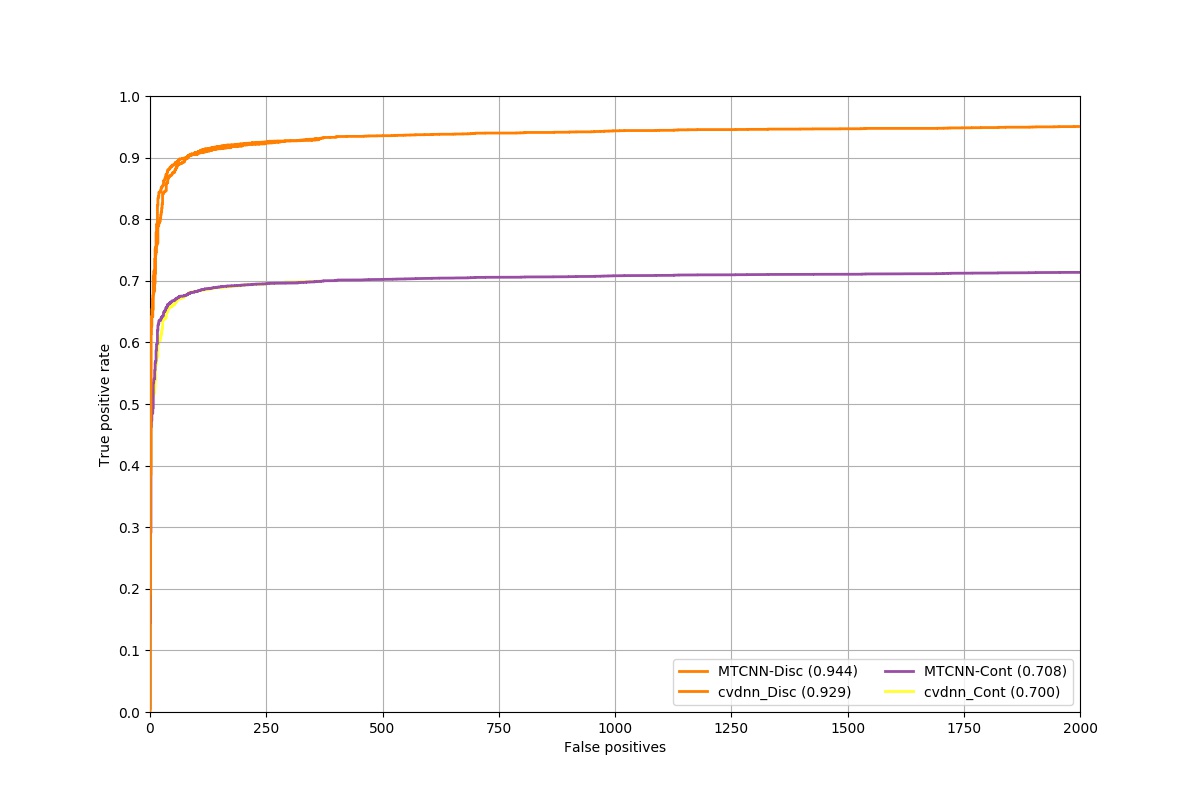 1.0
0.9
0.8
0.7
0.6
0.5
0.4
0.3
0.2
0.1
0.0
True positive rate
0 250 500 750 1000 1250 1500 1750 2000
False positives
MTCNN-Disc (0.944) MTCNN-Cont (0.708)
cvdnn_Disc (0.929) cvdnn_Cont (0.700)